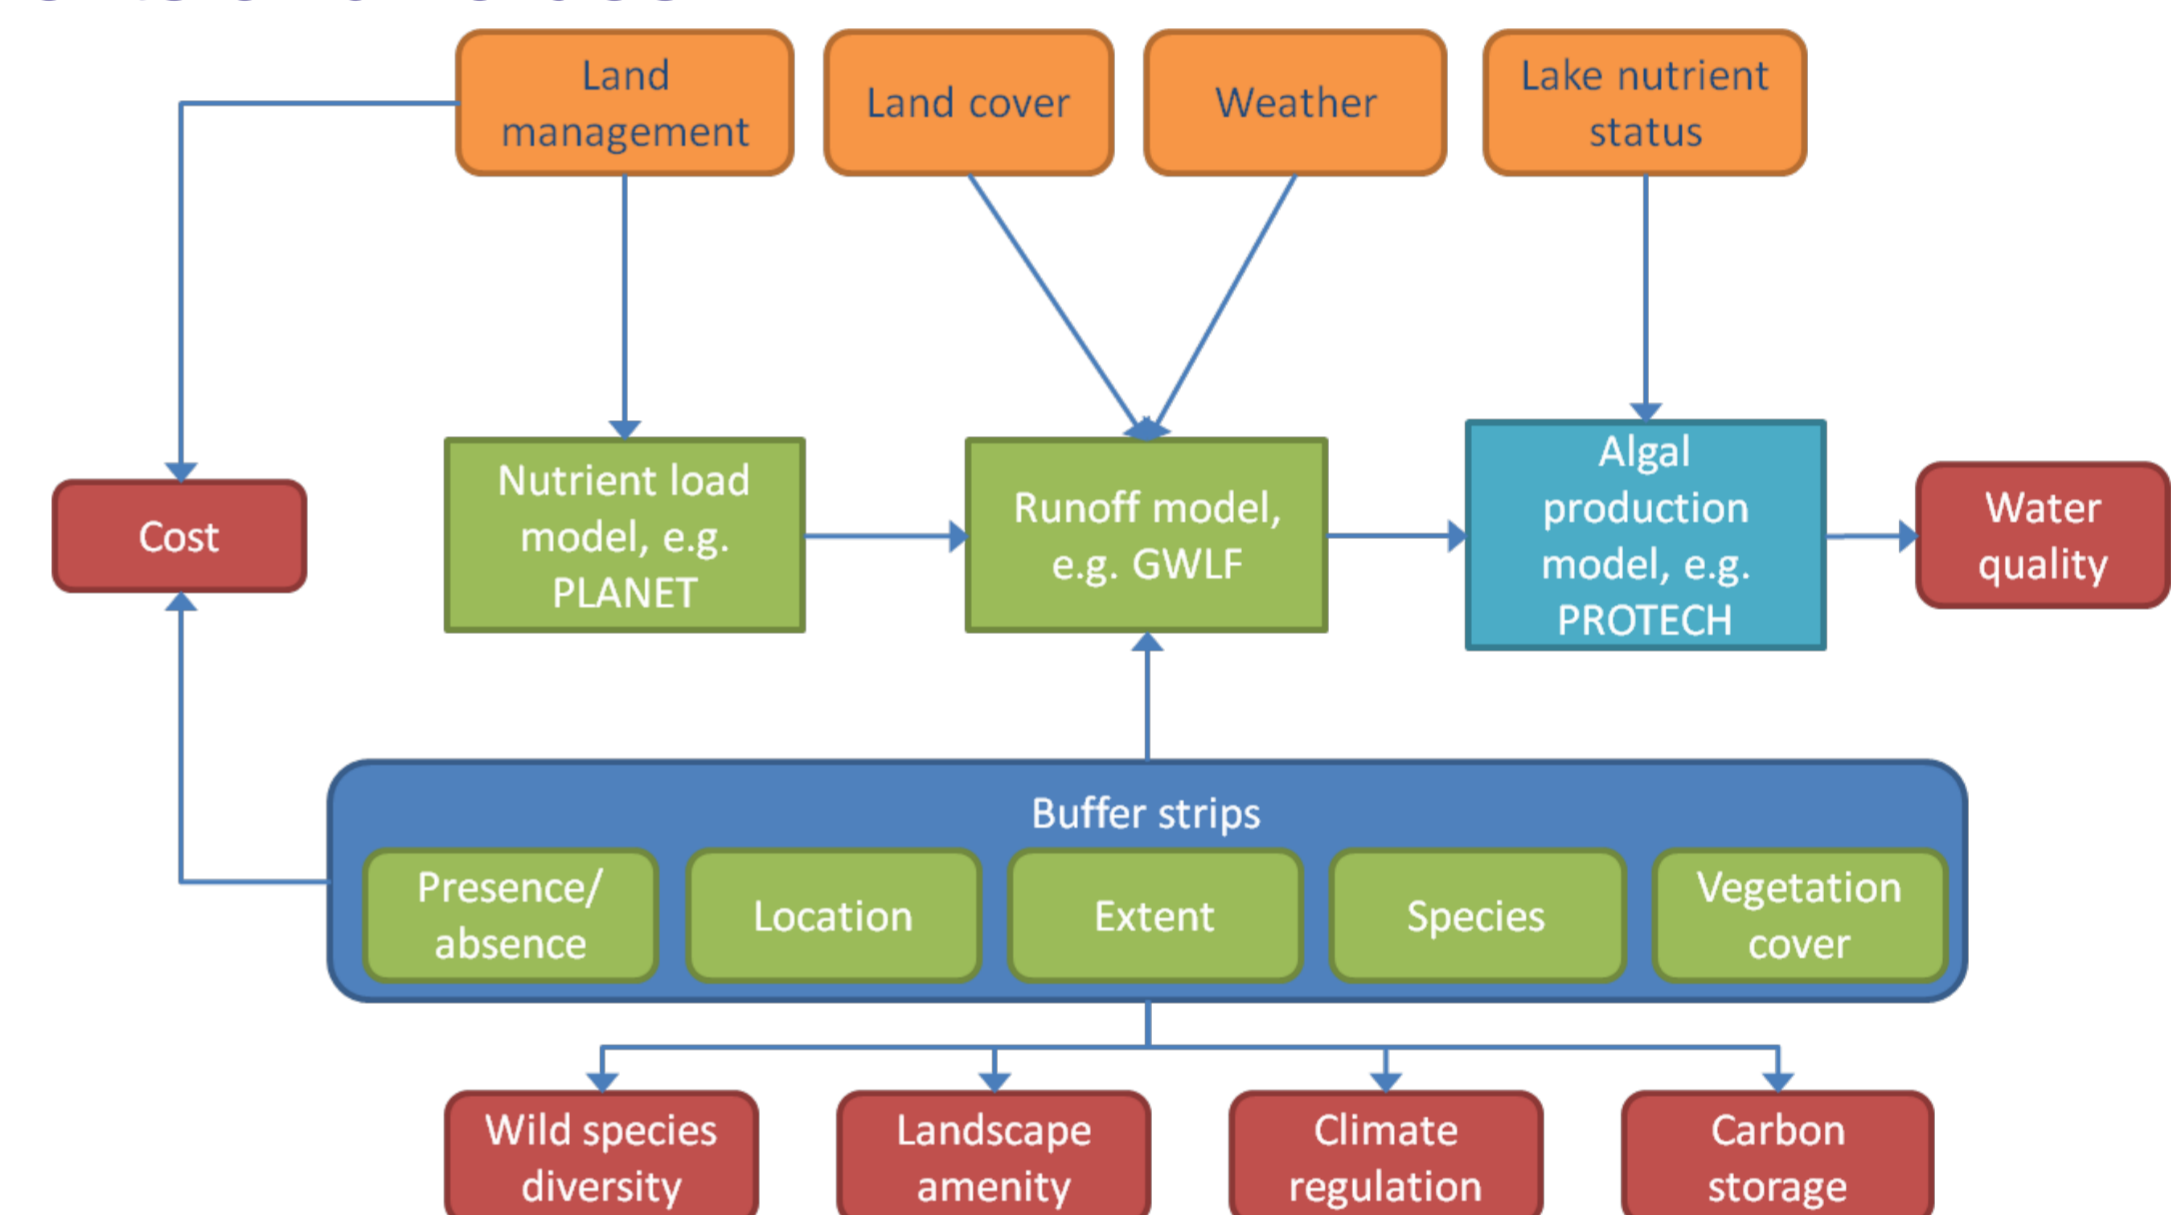 Land
management
Land cover
Weather
Lake nutrient
status
Cost
Nutrient load
model, e.g.
PLANET
Runoff model,
e.g. GWLF
Algal
production
model, e.g.
PROTECH
Water
quality
Buffer strips
Presence/
absence
Location
Extent
Species
Vegetation
cover
Wild species
diversity
Landscape
amenity
Climate
regulation
Carbon
storage